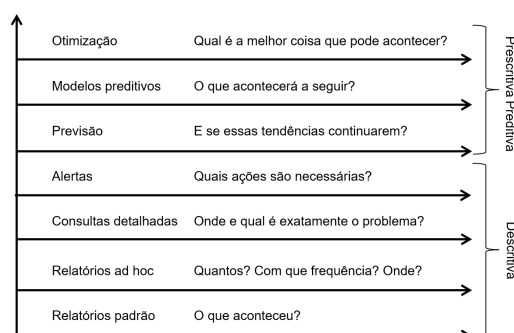 Otimização Qual é a melhor coisa que pode acontecer?
Modelos preditivos O que acontecerá a seguir?
Previsão E se essas tendências continuarem?
Alertas Quais ações são necessárias?
Consultas detalhadas Onde e qual é exatamente o problema?
Relatórios ad hoc Quantos? Com que frequência? Onde?
Relatórios padrão O que aconteceu?
Prescritiva Preditiva
Descritiva